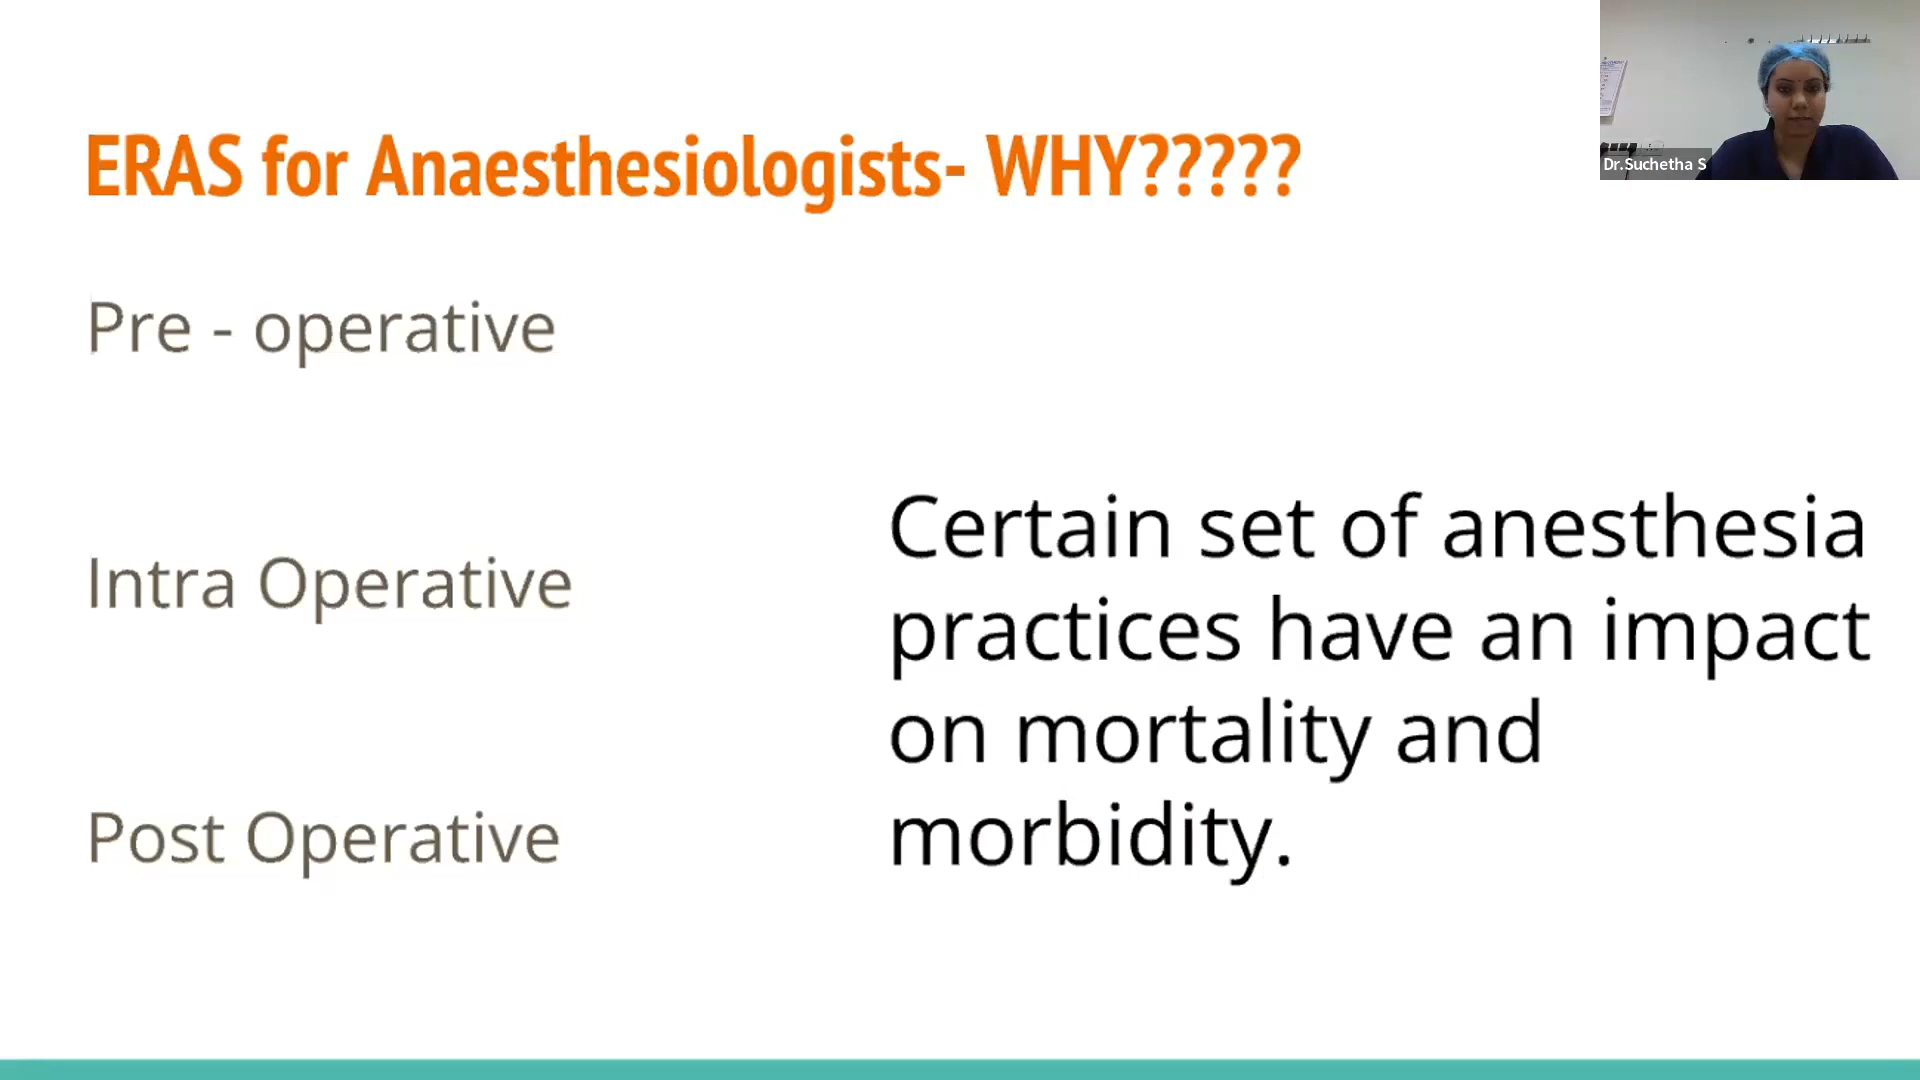 ERAS for Anaesthesiologists- WHY?????
Dr.Suchetha S
Pre - operative
Intra Operative
Post Operative
Certain set of anesthesia
practices have an impact
on mortality and
morbidity.